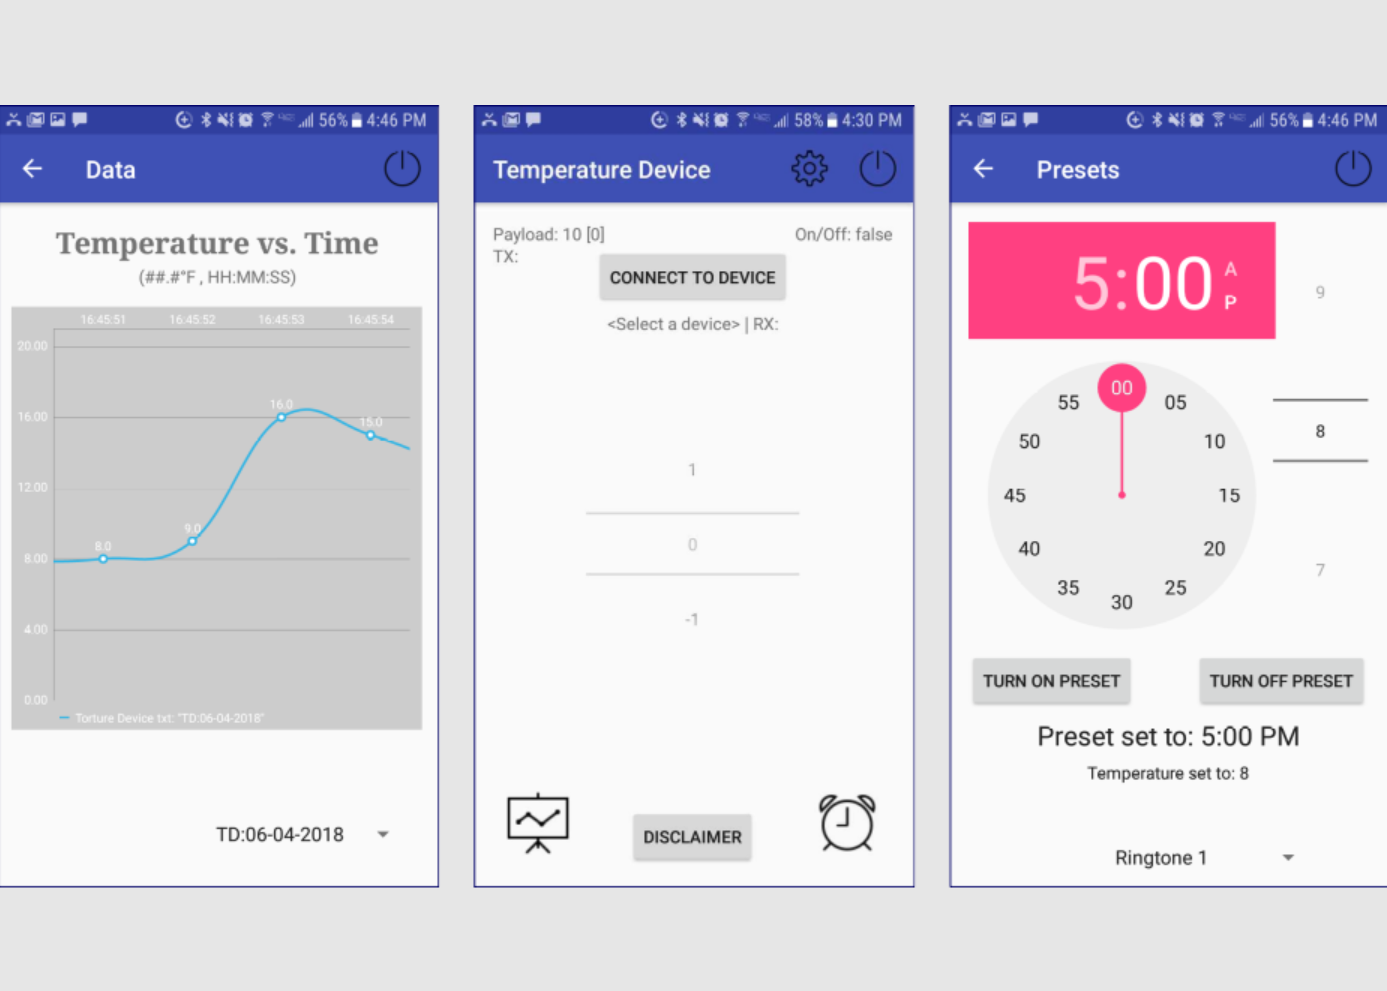 56% 4:46 PM
Data
Temperature vs. Time
(##.#°F , HH:MM:SS)
16:45:51 16:45:52 16:45:53 16:45:54
20.00
16.00
12.00
8.00
4.00
0.00
8.0
9.0
16.0
15.0
Torture Device txt: "TD:06-04-2018"
TD:06-04-2018
58% 4:30 PM
Temperature Device
Payload: 10 [0]
On/Off: false
TX:
CONNECT TO DEVICE
<Select a device> | RX:
1
0
-1
DISCLAIMER
56% 4:46 PM
Presets
5:00
A
P
00
05
10
15
20
25
30
35
40
45
50
55
9
8
7
TURN ON PRESET
TURN OFF PRESET
Preset set to: 5:00 PM
Temperature set to: 8
Ringtone 1